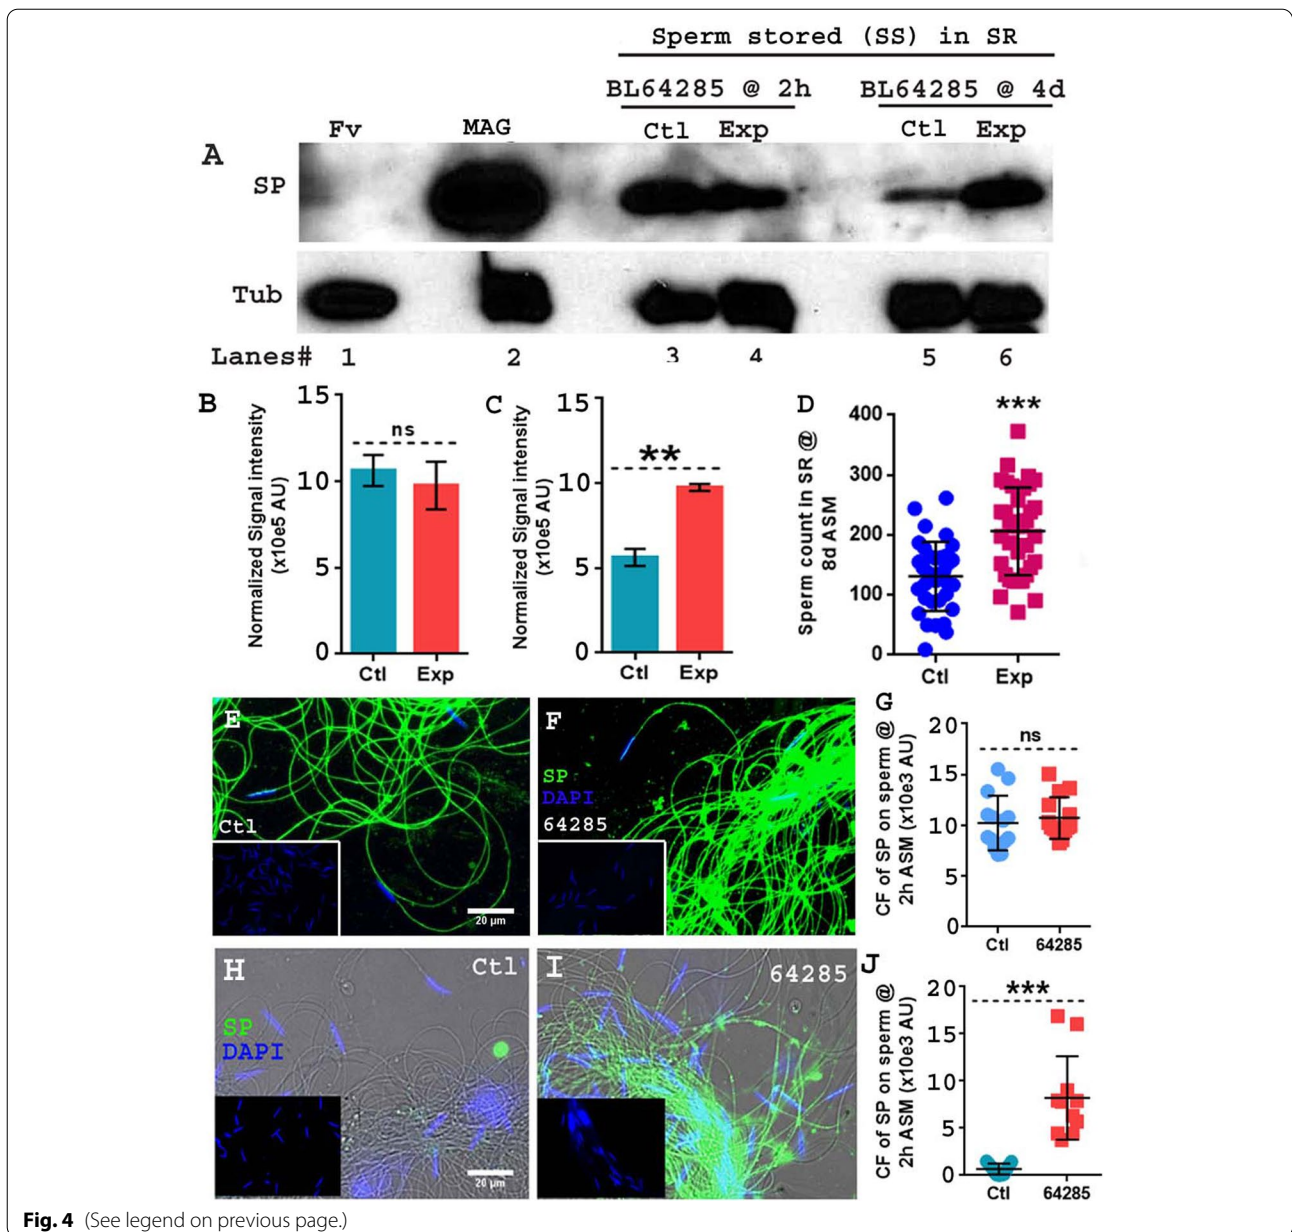 Sperm stored (SS) in SR
BL64285 @ 2h BL64285 @ 4d
Fv MAG Ctl Exp Ctl Exp
A
SP
Tub
Lanes# 1 2 3 4 5 6
B
Normalized Signal intensity
(x10e5 AU)
15
10
5
0
ns
Ctl Exp
C
Normalized Signal intensity
(x10e5 AU)
15
10
5
0
**
Ctl Exp
D
Sperm count in SR @
8d ASM
400
300
200
100
0
***
Ctl Exp
E
Ctl
20 µm
F
SP
DAPI
64285
G
CF of SP on sperm @
2h ASM (x10e3 AU)
20
15
10
5
0
ns
Ctl 64285
H
Ctl
SP
DAPI
20 µm
I
64285
J
CF of SP on sperm @
2h ASM (x10e3 AU)
20
15
10
5
0
***
Ctl 64285
Fig. 4 (See legend on previous page.)